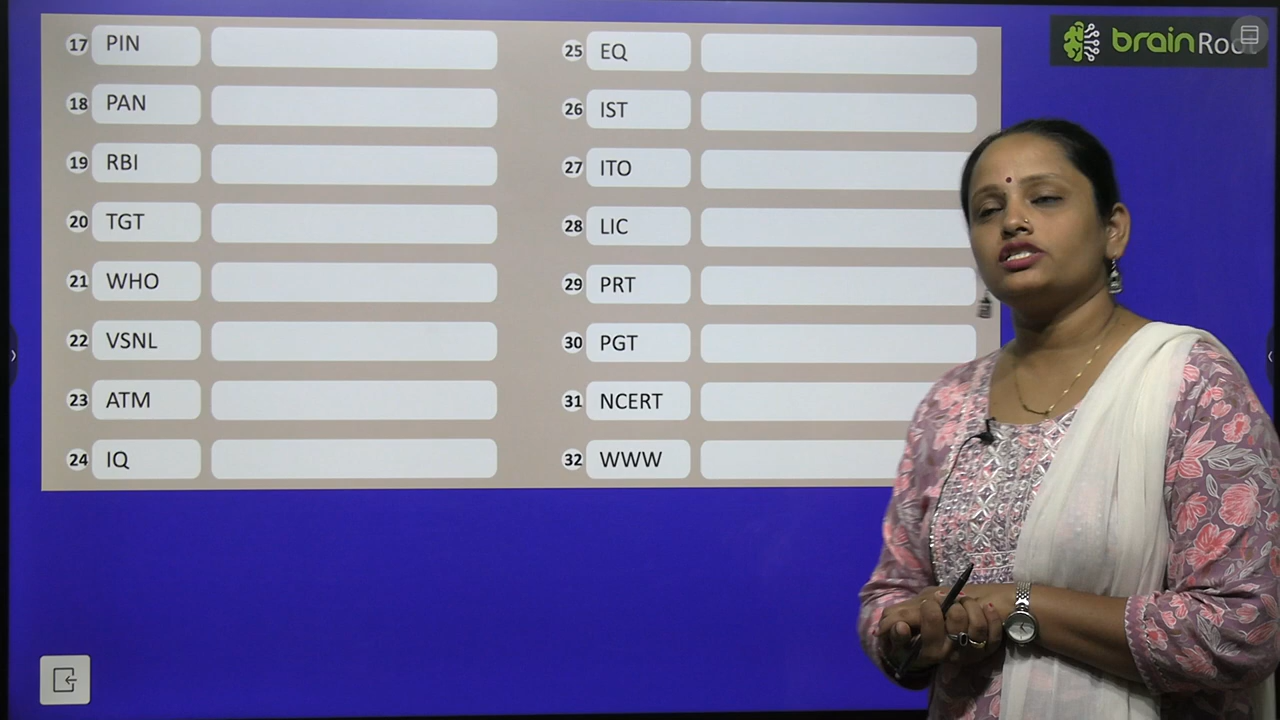 17 PIN
18 PAN
19 RBI
20 TGT
21 WHO
22 VSNL
23 ATM
24 IQ
25 EQ
26 IST
27 ITO
28 LIC
29 PRT
30 PGT
31 NCERT
32 WWW
brainRoot